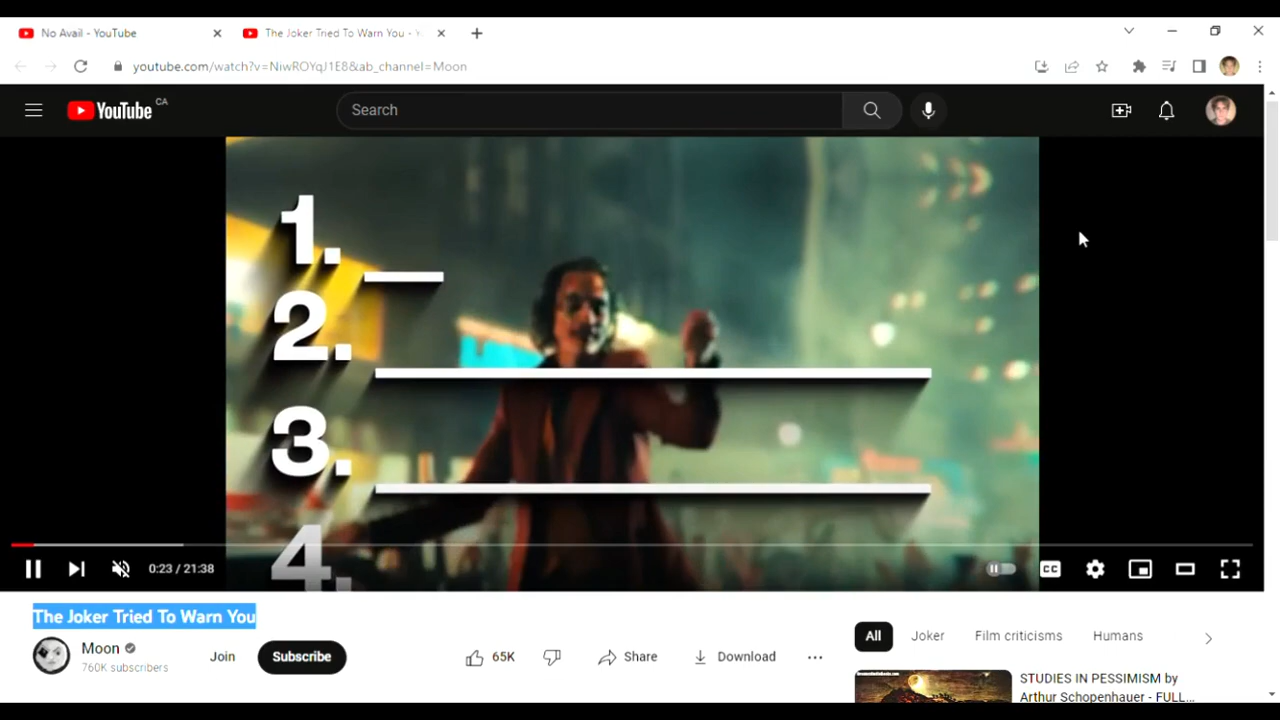 No Avail - YouTube
The Joker Tried To Warn You -
youtube.com/watch?v=NiwROYqJ1E8&ab_channel=Moon
YouTube CA
Search
1.
2.
3.
4.
0:23 / 21:38
CC
The Joker Tried To Warn You
Moon
760K subscribers
Join
Subscribe
65K
Share
Download
All
Joker
Film criticisms
Humans
STUDIES IN PESSIMISM by
Arthur Schopenhauer - FULL...